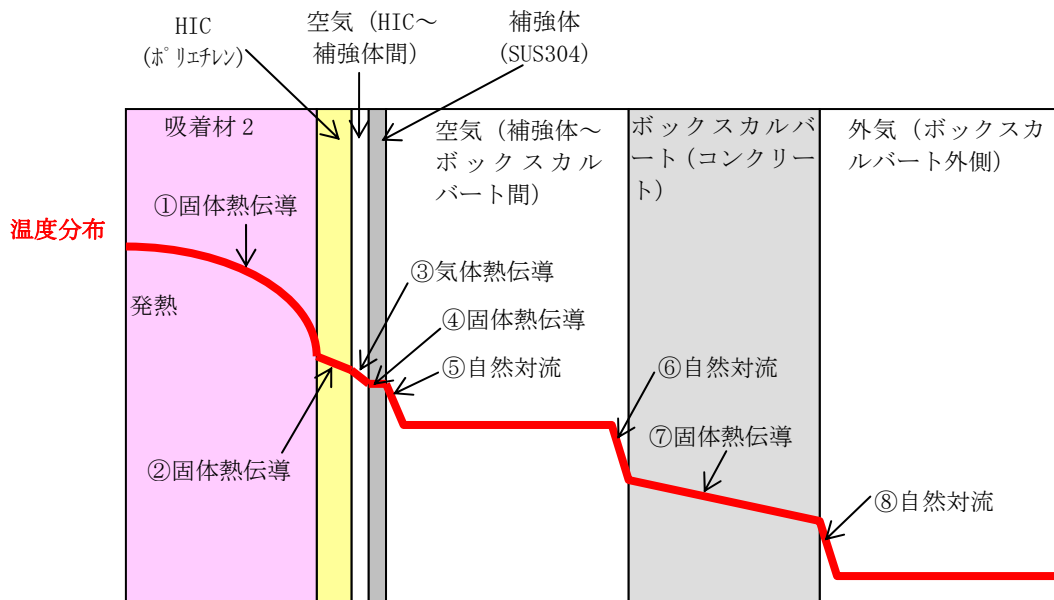 HIC
(ﾎﾟﾘｴﾁﾚﾝ)
空気（HIC～
補強体間）
補強体
(SUS304)
吸着材 2
空気（補強体～
ボックスカル
バート間）
ボックスカルバ
ート（コンクリー
ト）
外気（ボックスカ
ルバート外側）
①固体熱伝導
温度分布
③気体熱伝導
発熱
④固体熱伝導
⑤自然対流
⑥自然対流
⑦固体熱伝導
②固体熱伝導
⑧自然対流